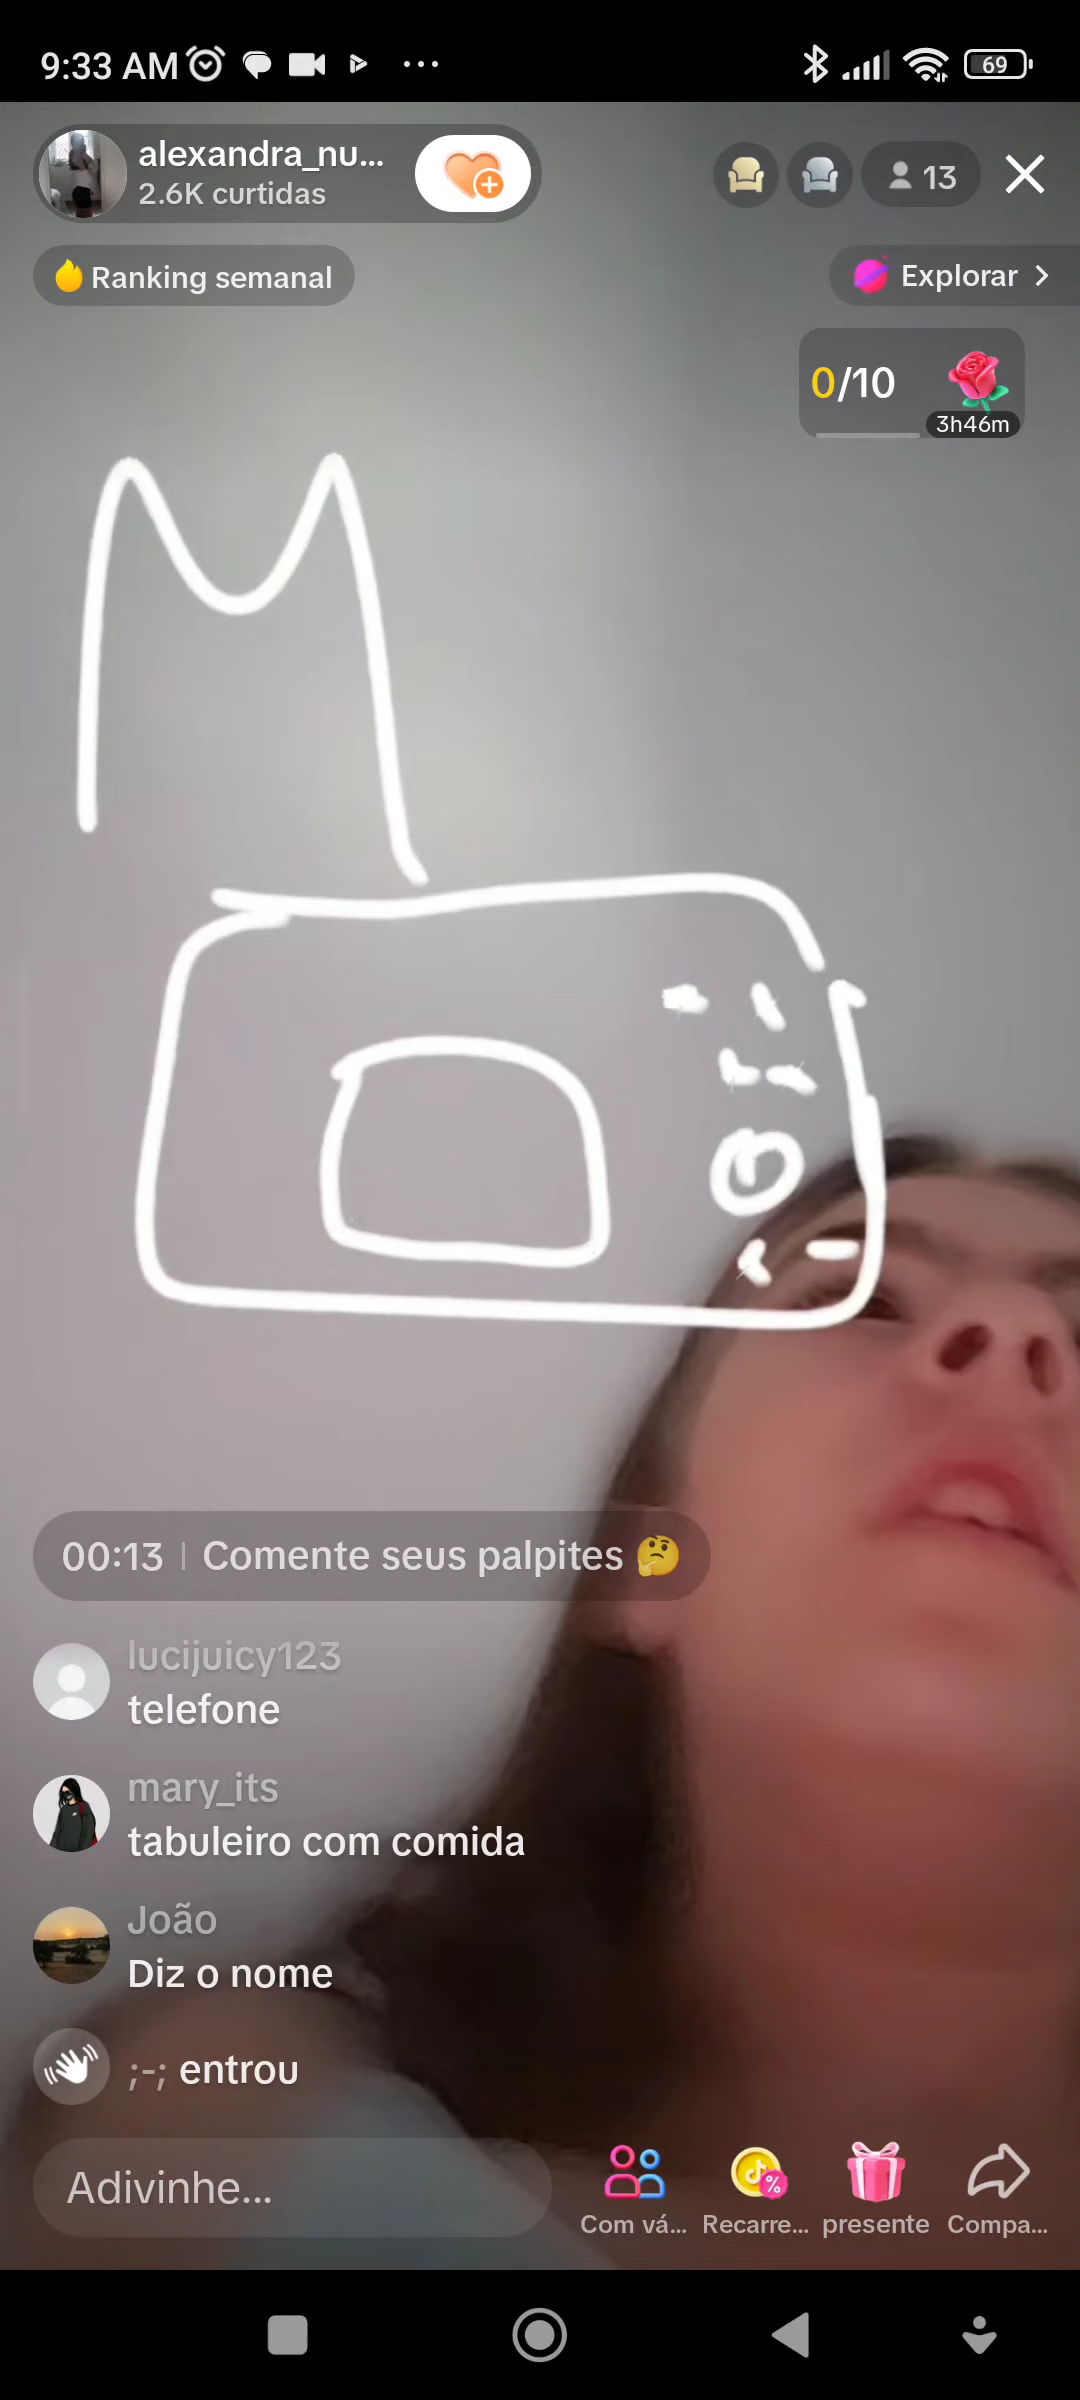 9:33 AM
69
alexandra_nu...
2.6K curtidas
13
Ranking semanal
Explorar
0/10
3h46m
M
00:13 | Comente seus palpites
lucijuicy123
telefone
mary_its
tabuleiro com comida
João
Diz o nome
;-; entrou
Adivinhe...
Com vá...
Recarre...
presente
Compa...